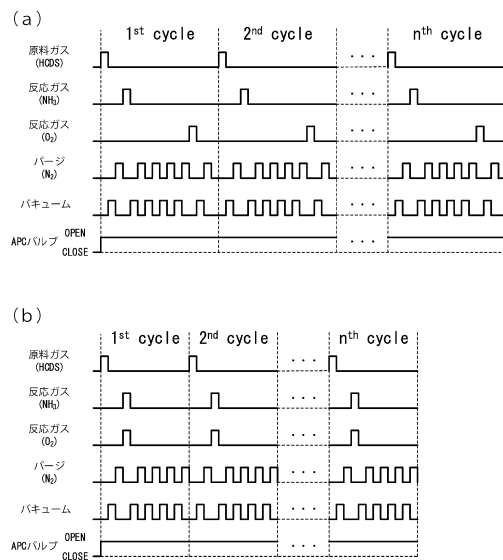 (a)
1st cycle 2nd cycle ・・・ nth cycle
原料ガス
(HCDS)
・・・
反応ガス
(NH3)
・・・
反応ガス
(O2)
・・・
パージ
(N2)
・・・
バキューム
・・・
APCバルブ OPEN
CLOSE
・・・
(b)
1st cycle 2nd cycle ・・・ nth cycle
原料ガス
(HCDS)
反応ガス
(NH3)
・・・
反応ガス
(O2)
・・・
パージ
(N2)
・・・
バキューム
・・・
APCバルブ OPEN
CLOSE
・・・